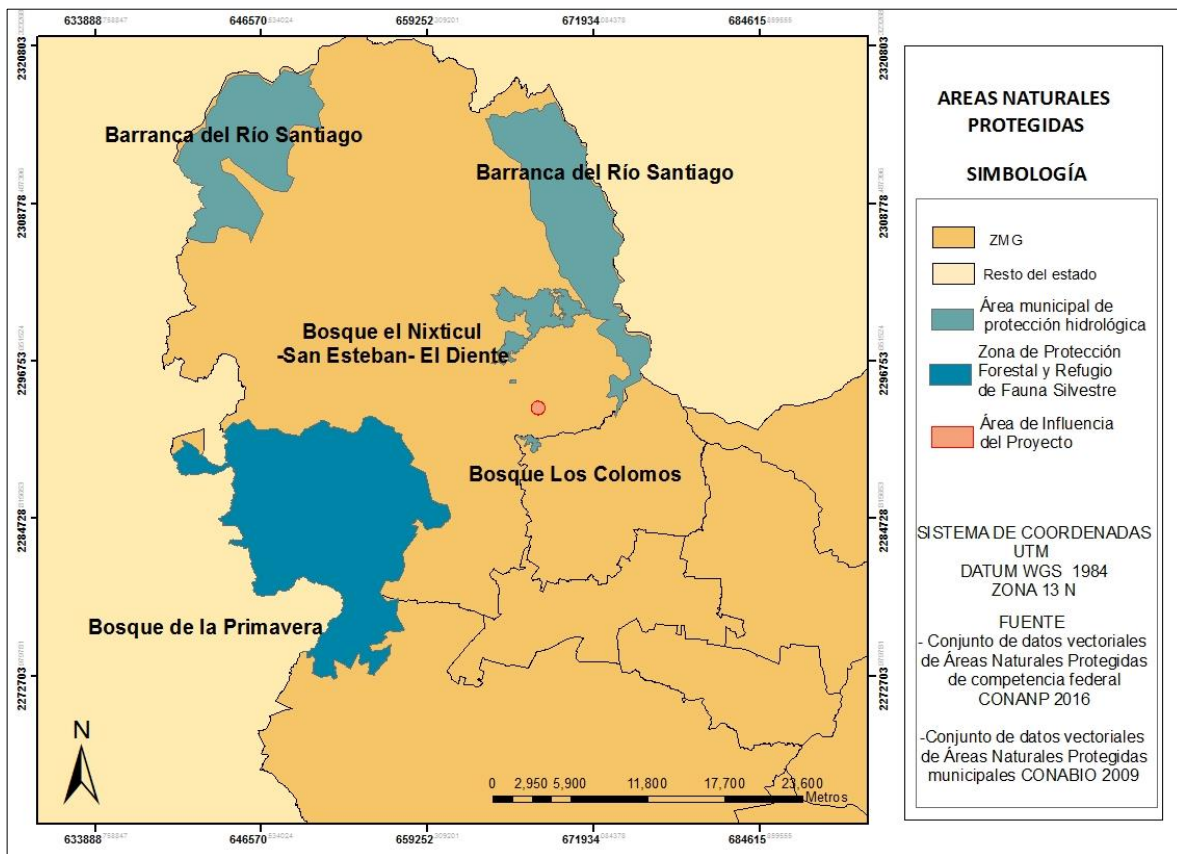 633888
646570
659252
671934
684615
2320803
2308778
2296753
2284728
2272703
Barranca del Río Santiago
Barranca del Río Santiago
Bosque el Nixticul
-San Esteban- El Diente
Bosque Los Colomos
Bosque de la Primavera
N
0 2,950 5,900 11,800 17,700 23,600
Metros
633888
646570
659252
671934
684615
2320803
2308778
2296753
2284728
2272703
AREAS NATURALES
PROTEGIDAS
SIMBOLOGÍA
ZMG
Resto del estado
Área municipal de
protección hidrológica
Zona de Protección
Forestal y Refugio
de Fauna Silvestre
Área de Influencia
del Proyecto
SISTEMA DE COORDENADAS
UTM
DATUM WGS 1984
ZONA 13 N
FUENTE
- Conjunto de datos vectoriales
de Áreas Naturales Protegidas
de competencia federal
CONANP 2016
-Conjunto de datos vectoriales
de Áreas Naturales Protegidas
municipales CONABIO 2009